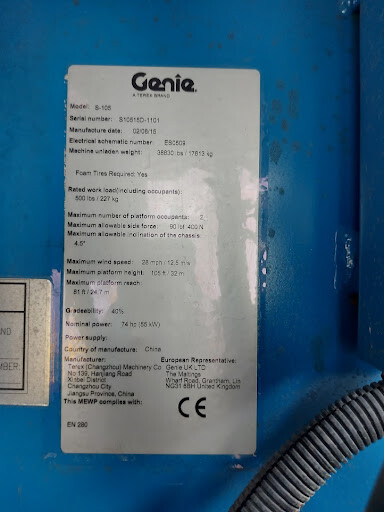 Genie
A TEREX BRAND
Model: S-105
Serial number: S10515D-1101
Manufacture date: 02/06/15
Electrical schematic number: ES0509
Machine unladen weight: 38830 lbs / 17613 kg
Foam Tires Required: Yes
Rated work load(including occupants):
500 lbs / 227 kg
Maximum number of platform occupants: 2
Maximum allowable side force: 90 lbf, 400 N
Maximum allowable inclination of the chassis:
4.5°
Maximum wind speed: 28 mph / 12.5 m/s
Maximum platform height: 105 ft / 32 m
Maximum platform reach:
81 ft / 24.7 m
Gradeability: 40%
Nominal power: 74 hp (55 kW)
Power supply:
Country of manufacture: China
Manufacturer: European Representative:
Terex (Changzhou) Machinery Co Genie UK LTD
No 139, Hanjiang Road The Maltings
Xinbei District Wharf Road, Grantham, Lin
Changzhou City NG31 6BH United Kingdom
Jiangsu Province, China
This MEWP complies with: CE
EN 280
ND
MBER